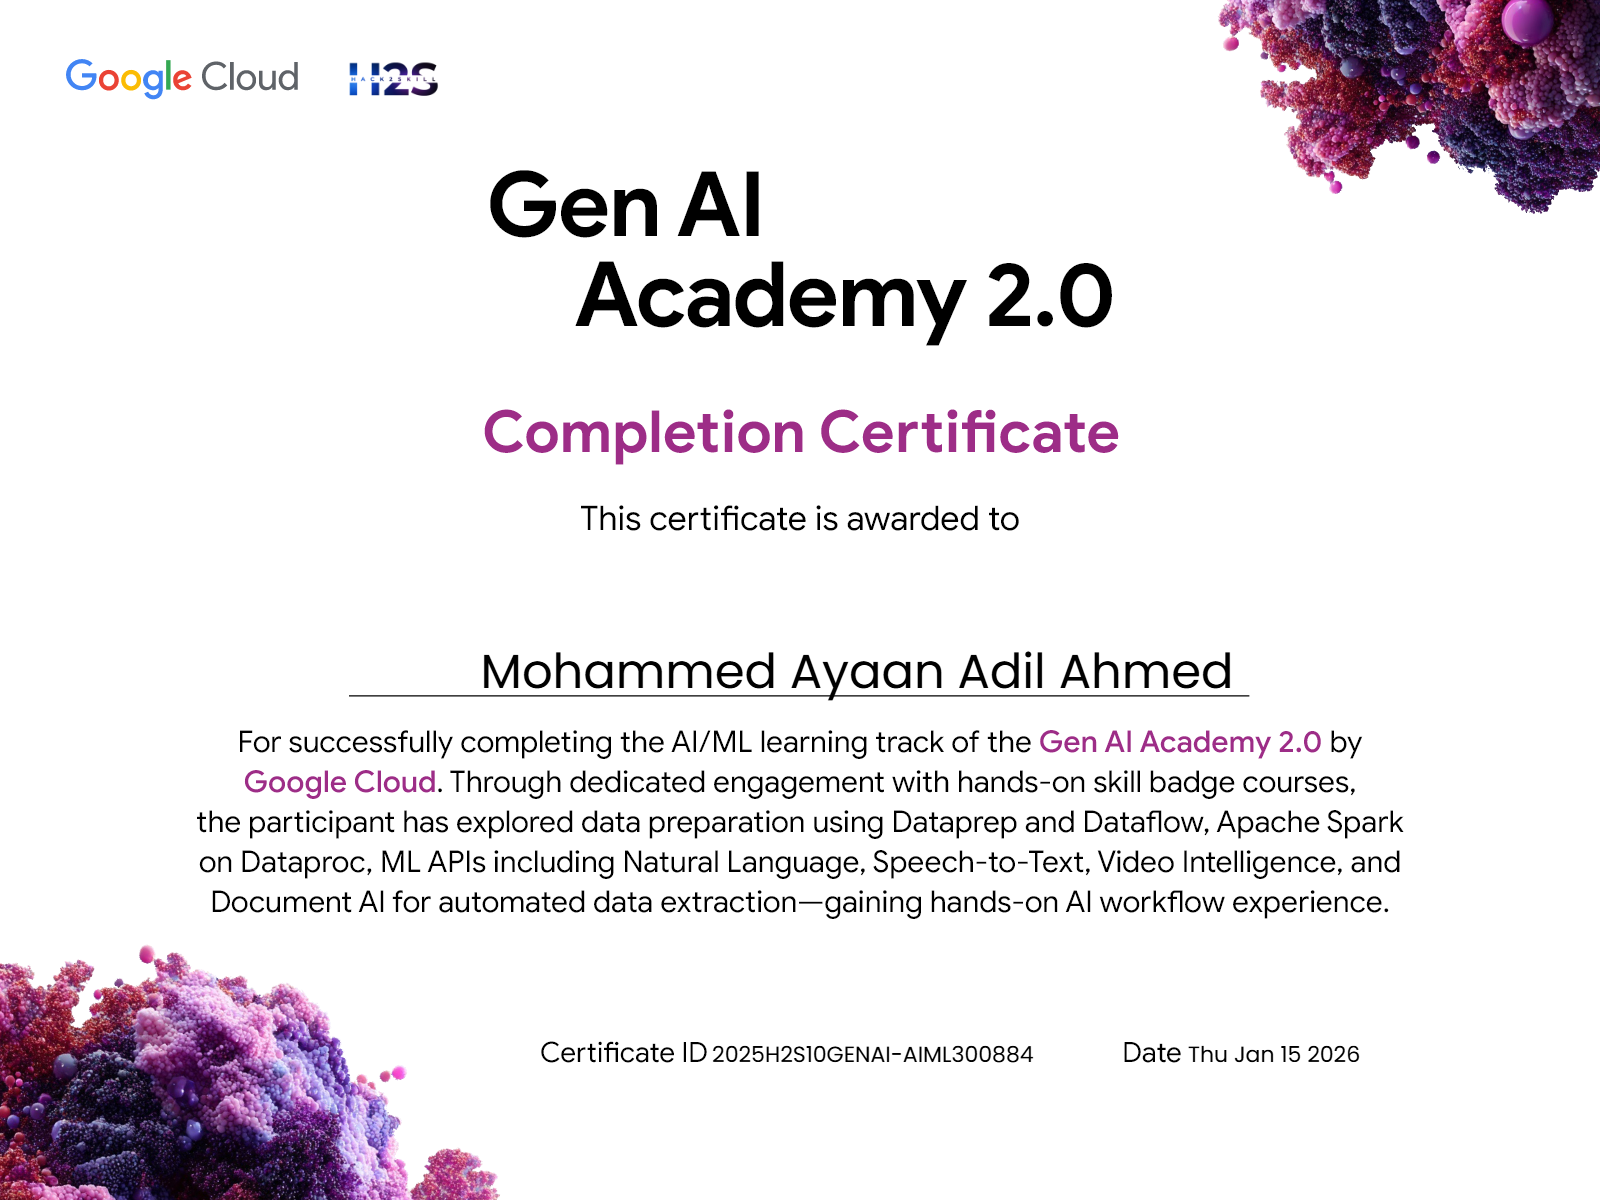 Google Cloud
H2S
HACK2SKILL
Gen AI
Academy 2.0
Completion Certificate
This certificate is awarded to
Mohammed Ayaan Adil Ahmed
For successfully completing the AI/ML learning track of the Gen AI Academy 2.0 by
Google Cloud. Through dedicated engagement with hands-on skill badge courses,
the participant has explored data preparation using Dataprep and Dataflow, Apache Spark
on Dataproc, ML APIs including Natural Language, Speech-to-Text, Video Intelligence, and
Document AI for automated data extraction—gaining hands-on AI workflow experience.
Certificate ID 2025H2S10GENAI-AIML300884
Date Thu Jan 15 2026